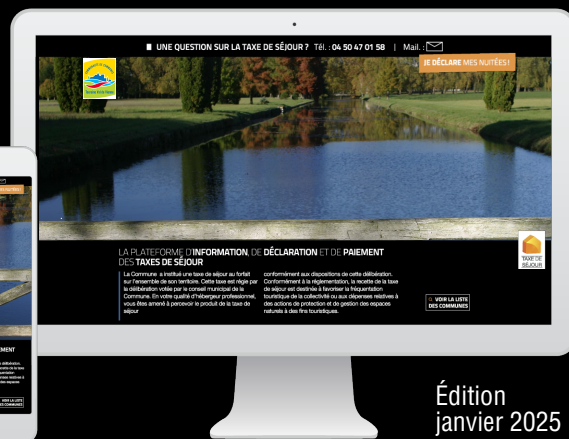 UNE QUESTION SUR LA TAXE DE SÉJOUR ? Tél. : 04 50 47 01 58 | Mail. :
JE DÉCLARE MES NUITÉES !
LA PLATEFORME D'INFORMATION, DE DÉCLARATION ET DE PAIEMENT
DES TAXES DE SÉJOUR
La Commune a institué une taxe de séjour au forfait
sur l'ensemble de son territoire. Cette taxe est régie par
la délibération votée par le conseil municipal de la
Commune. En votre qualité d'hébergeur professionnel,
vous êtes amené à percevoir le produit de la taxe de
séjour
conformément aux dispositions de cette délibération.
Conformément à la réglementation, la recette de la taxe
de séjour est destinée à favoriser la fréquentation
touristique de la collectivité ou aux dépenses relatives à
des actions de protection et de gestion des espaces
naturels à des fins touristiques.
TAXE DE
SÉJOUR
VOIR LA LISTE
DES COMMUNES
EMENT
VOIR LA LISTE
DES COMMUNES
Édition
janvier 2025